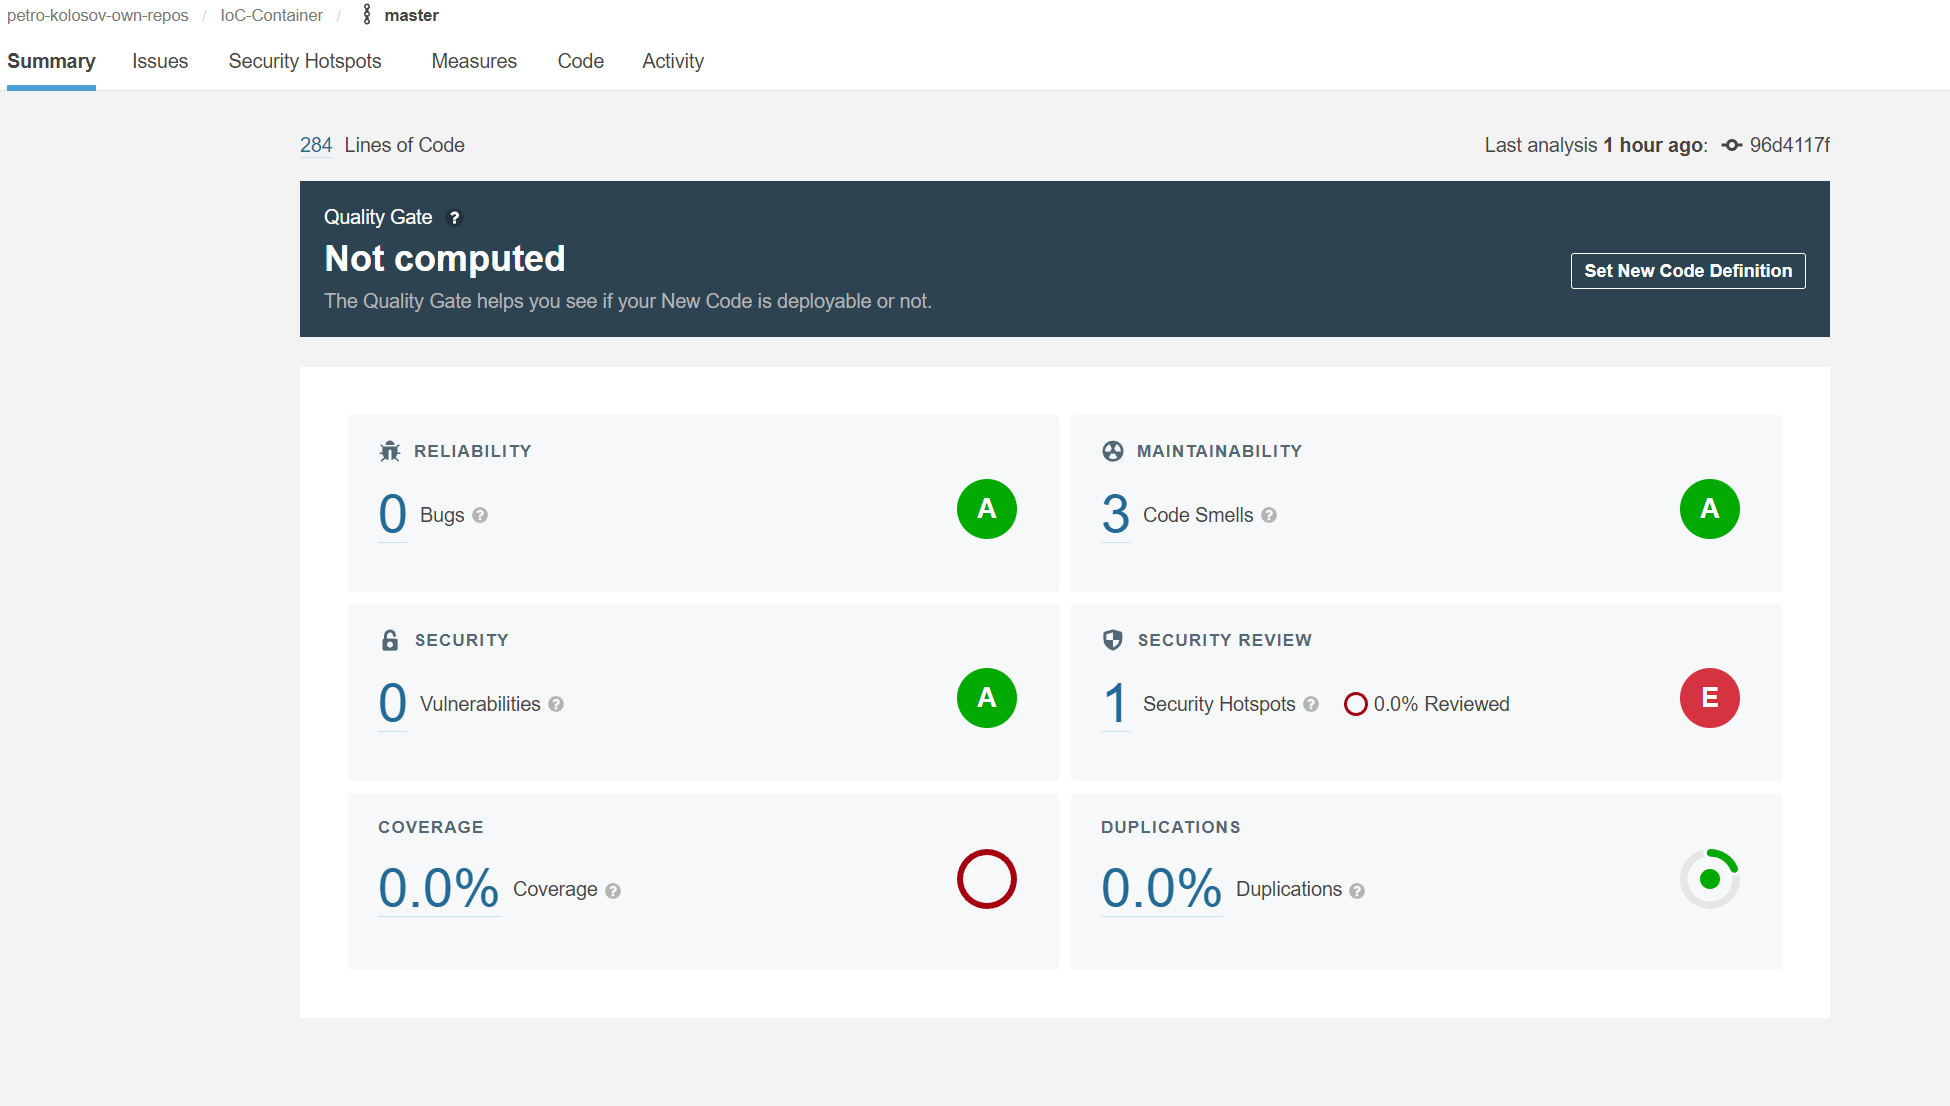 petro-kolosov-own-repos / IoC-Container / master
Summary Issues Security Hotspots Measures Code Activity
284 Lines of Code
Last analysis 1 hour ago: 96d4117f
Quality Gate ?
Not computed
The Quality Gate helps you see if your New Code is deployable or not.
Set New Code Definition
RELIABILITY
0 Bugs ?
A
MAINTAINABILITY
3 Code Smells ?
A
SECURITY
0 Vulnerabilities ?
A
SECURITY REVIEW
1 Security Hotspots ? 0.0% Reviewed
E
COVERAGE
0.0% Coverage ?
DUPLICATIONS
0.0% Duplications ?